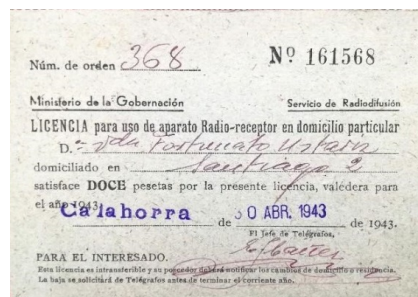 Núm. de orden 368 Nº 161568
Ministerio de la Gobernación Servicio de Radiodifusión
LICENCIA para uso de aparato Radio-receptor en domicilio particular
D.ª Vda Fortunato
domiciliado en Santiago 2
satisface DOCE pesetas por la presente licencia, valedera para
el año 1943.
Calahorra de 30 ABR. 1943 de 1943.
El Jefe de Telégrafos,
PARA EL INTERESADO.
Esta licencia es intransferible y su poseedor deberá notificar los cambios de domicilio o residencia.
La baja se solicitará de Telégrafos antes de terminar el corriente año.